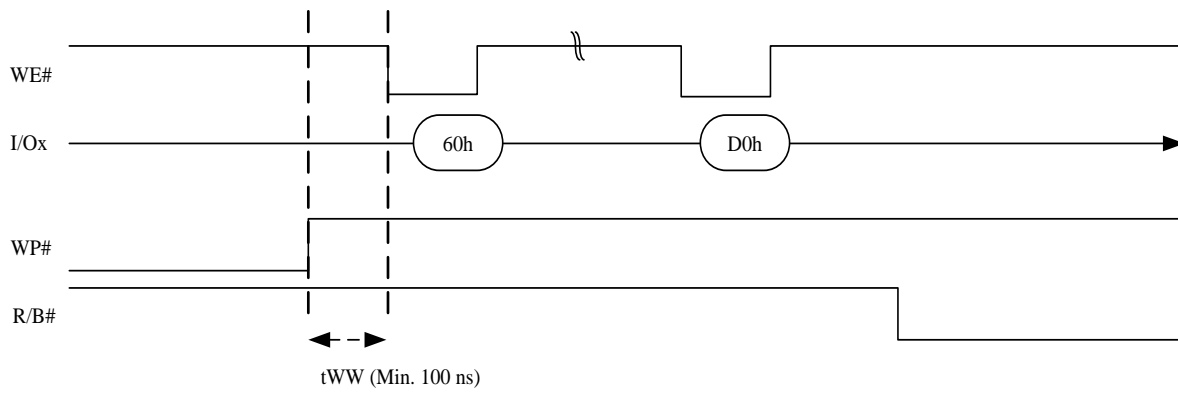 WE#
I/Ox
60h
D0h
WP#
R/B#
tWW (Min. 100 ns)